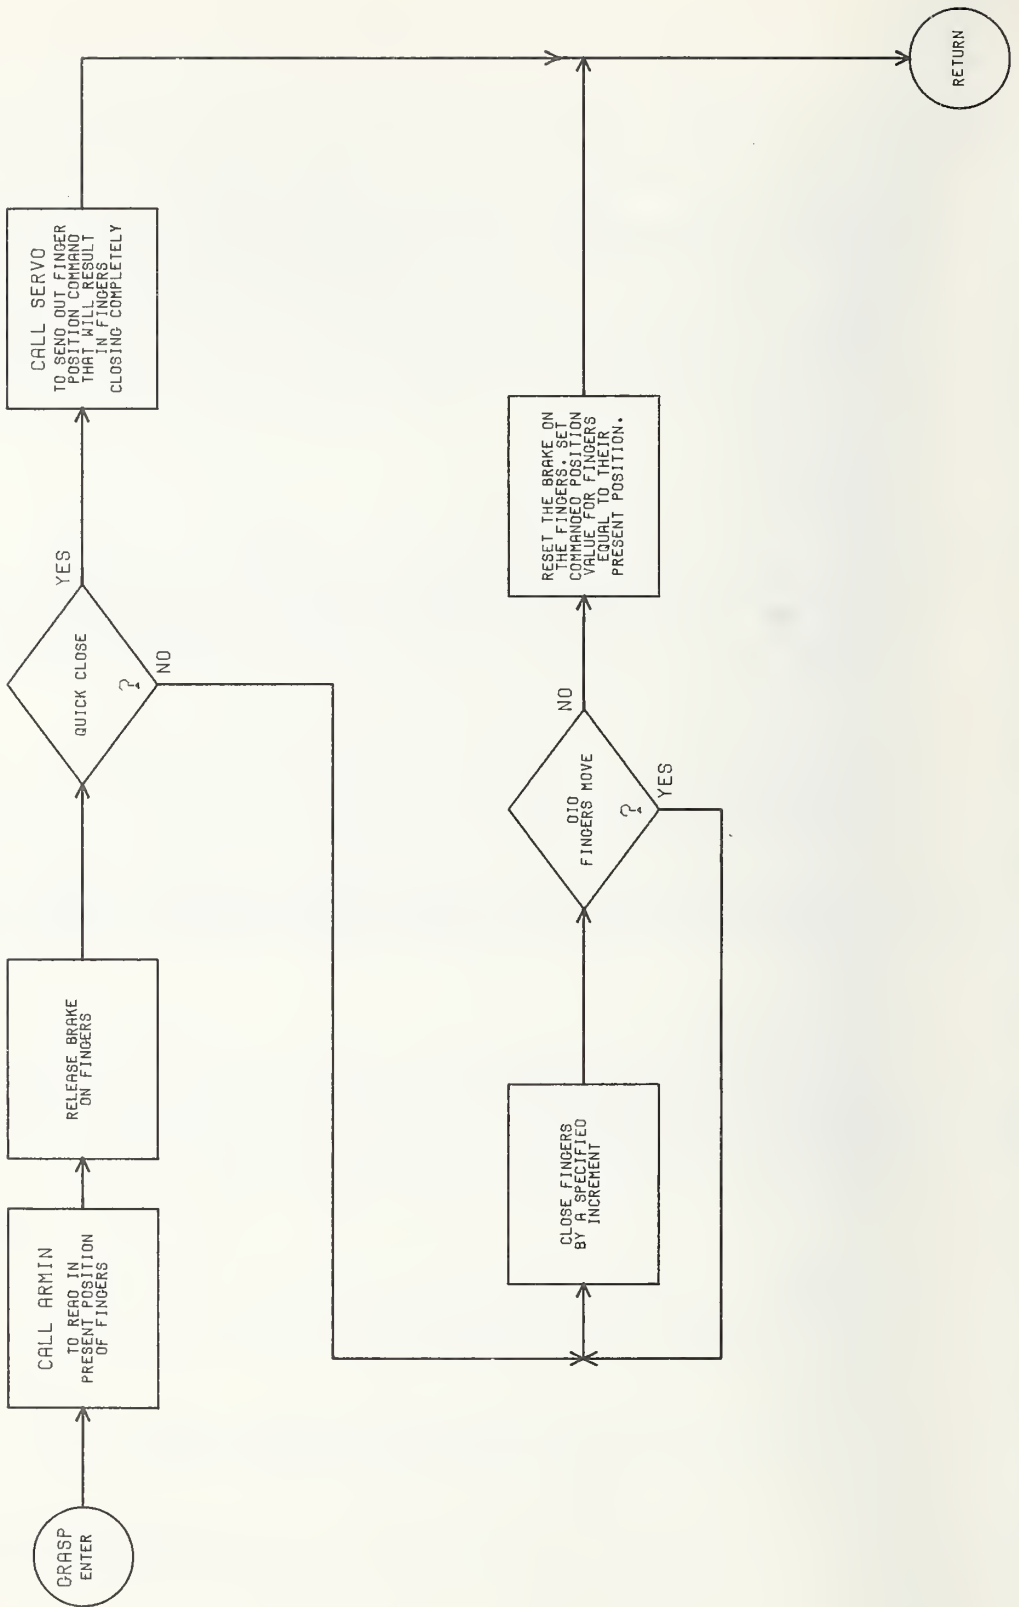 GRASP
ENTER
CALL ARMIN
TO READ IN
PRESENT POSITION
OF FINGERS
RELEASE BRAKE
ON FINGERS
QUICK CLOSE
?
YES
NO
CALL SERVO
TO SEND OUT FINGER
POSITION COMMAND
THAT WILL RESULT
IN FINGERS
CLOSING COMPLETELY
CLOSE FINGERS
BY A SPECIFIED
INCREMENT
DID
FINGERS MOVE
?
NO
YES
RESET THE BRAKE ON
THE FINGERS. SET
COMMANDED POSITION
VALUE FOR FINGERS
EQUAL TO THEIR
PRESENT POSITION.
RETURN